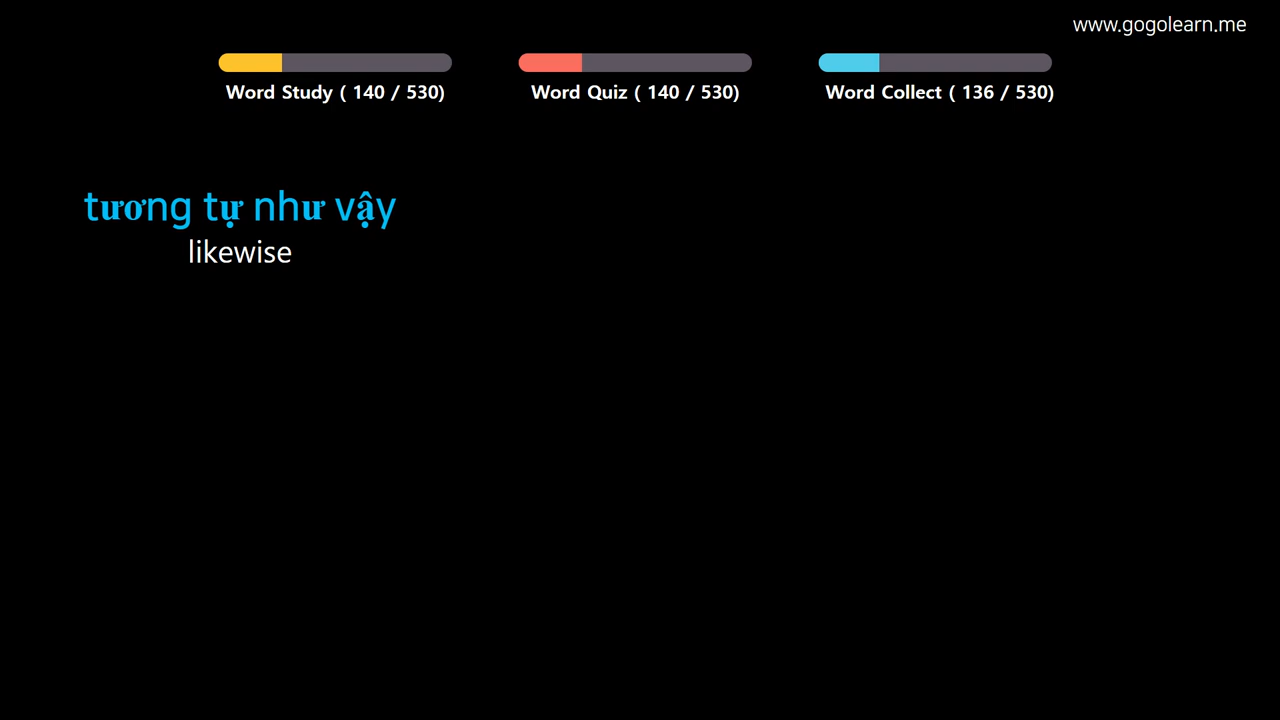 www.gogolearn.me
Word Study ( 140 / 530)
Word Quiz ( 140 / 530)
Word Collect ( 136 / 530)
tương tự như vậy
likewise